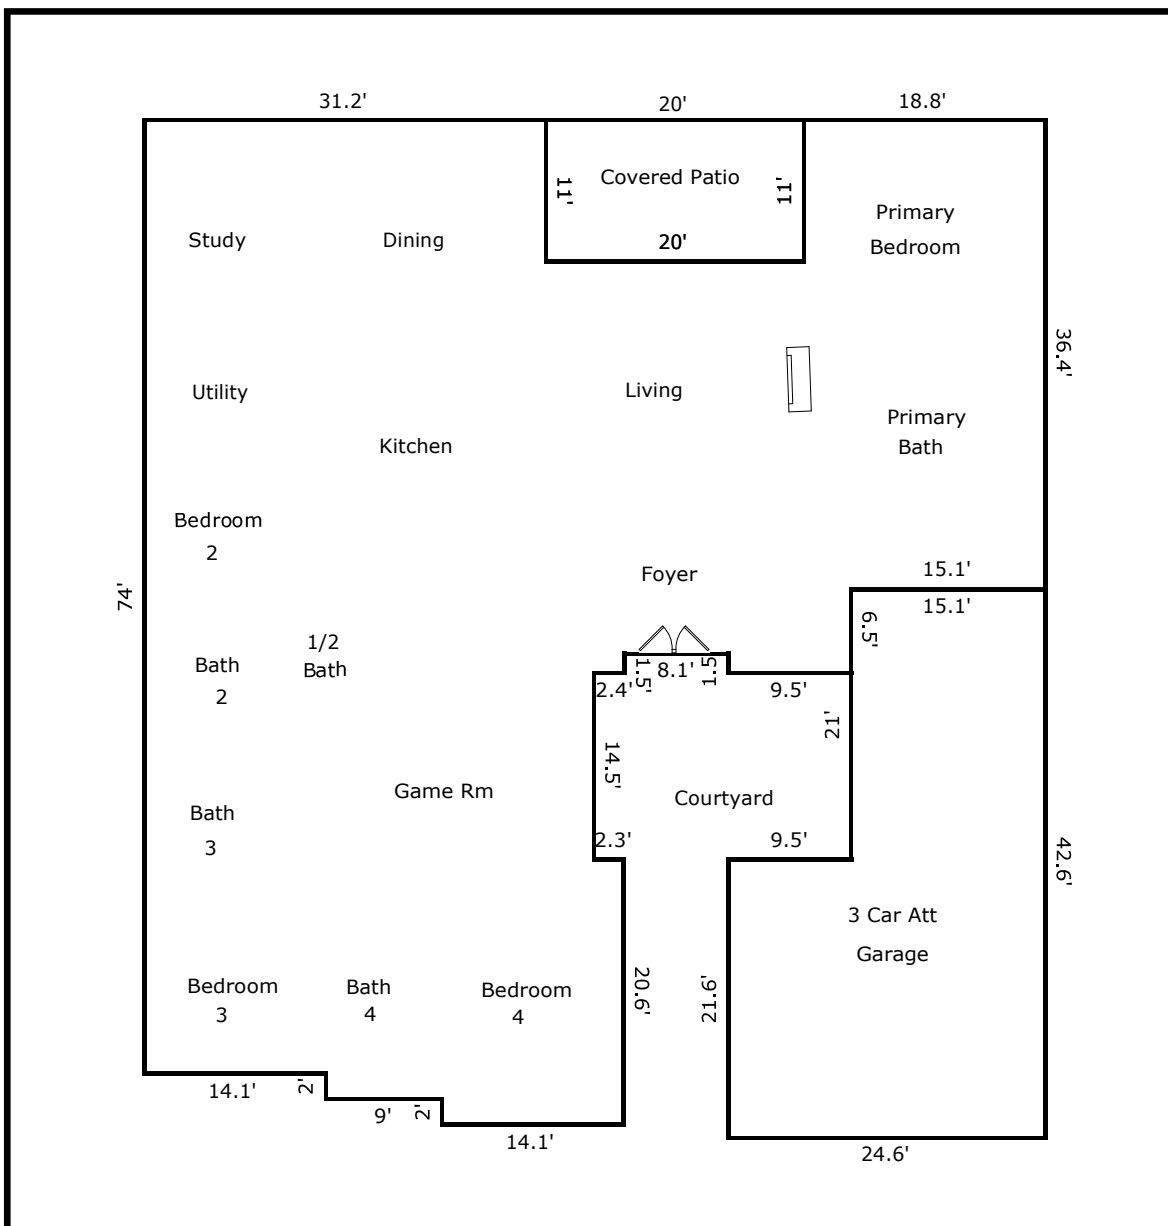 31.2'
20'
18.8'
11'
Covered Patio
11'
20'
Primary
Bedroom
Study
Dining
36.4'
Utility
Kitchen
Living
Primary
Bath
Bedroom
2
74'
Foyer
15.1'
15.1'
6.5'
1/2
Bath
Bath
2
1.5'
8.1'
1.5
2.4'
9.5'
21'
14.5'
Game Rm
Courtyard
Bath
3
2.3'
9.5'
42.6'
3 Car Att
Garage
20.6'
21.6'
Bedroom
3
Bath
4
Bedroom
4
14.1'
2'
9'
2'
14.1'
24.6'